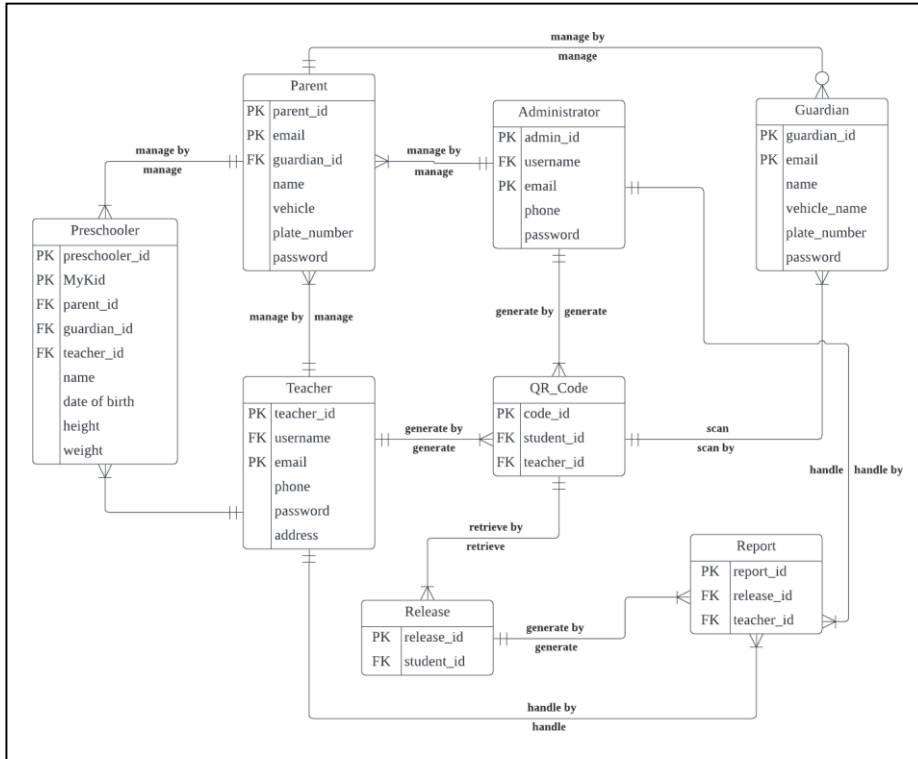 manage by
manage
Parent
PK parent_id
PK email
FK guardian_id
name
vehicle
plate_number
password
Administrator
PK admin_id
FK username
PK email
phone
password
Guardian
PK guardian_id
PK email
name
vehicle_name
plate_number
password
manage by
manage
manage by
manage
Preschooler
PK preschooler_id
PK MyKid
FK parent_id
FK guardian_id
FK teacher_id
name
date of birth
height
weight
manage by manage
generate by generate
Teacher
PK teacher_id
FK username
PK email
phone
password
address
generate by
generate
QR_Code
PK code_id
FK student_id
FK teacher_id
scan
scan by
handle handle by
retrieve by
retrieve
Release
PK release_id
FK student_id
generate by
generate
Report
PK report_id
FK release_id
FK teacher_id
handle by
handle